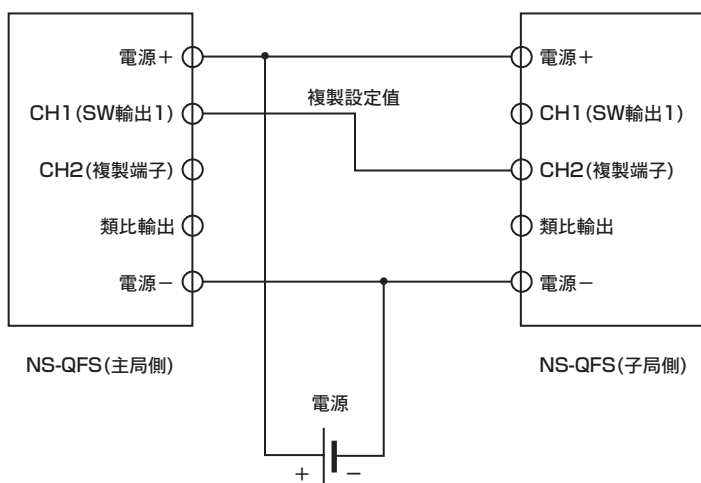 電源＋
CH1(SW輸出1)
CH2(複製端子)
類比輸出
電源－
NS-QFS(主局側)
複製設定值
電源＋
CH1(SW輸出1)
CH2(複製端子)
類比輸出
電源－
NS-QFS(子局側)
電源
＋ －